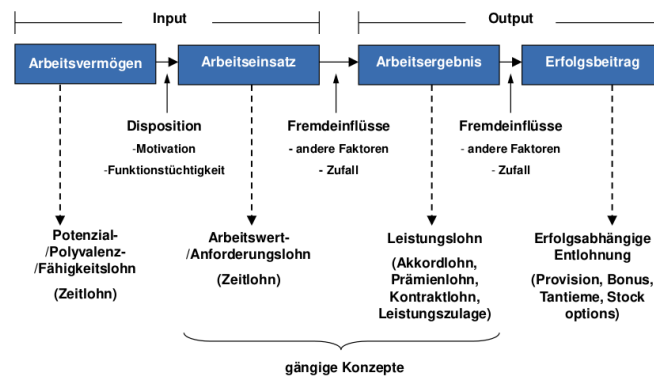 Input
Output
Arbeitsvermögen
Arbeitseinsatz
Arbeitsergebnis
Erfolgsbeitrag
Disposition
-Motivation
-Funktionstüchtigkeit
Fremdeinflüsse
- andere Faktoren
- Zufall
Fremdeinflüsse
- andere Faktoren
- Zufall
Potenzial-
/Polyvalenz-
/Fähigkeitslohn
(Zeitlohn)
Arbeitswert-
/Anforderungslohn
(Zeitlohn)
Leistungslohn
(Akkordlohn,
Prämienlohn,
Kontraktlohn,
Leistungszulage)
Erfolgsabhängige
Entlohnung
(Provision, Bonus,
Tantieme, Stock
options)
gängige Konzepte